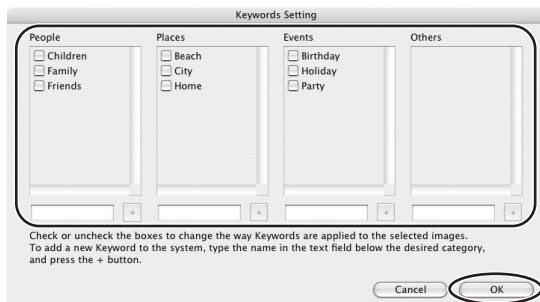 Keywords Setting
People Places Events Others
Children Beach Birthday
Family City Holiday
Friends Home Party
+ + + +
Check or uncheck the boxes to change the way Keywords are applied to the selected images.
To add a new Keyword to the system, type the name in the text field below the desired category,
and press the + button.
Cancel OK